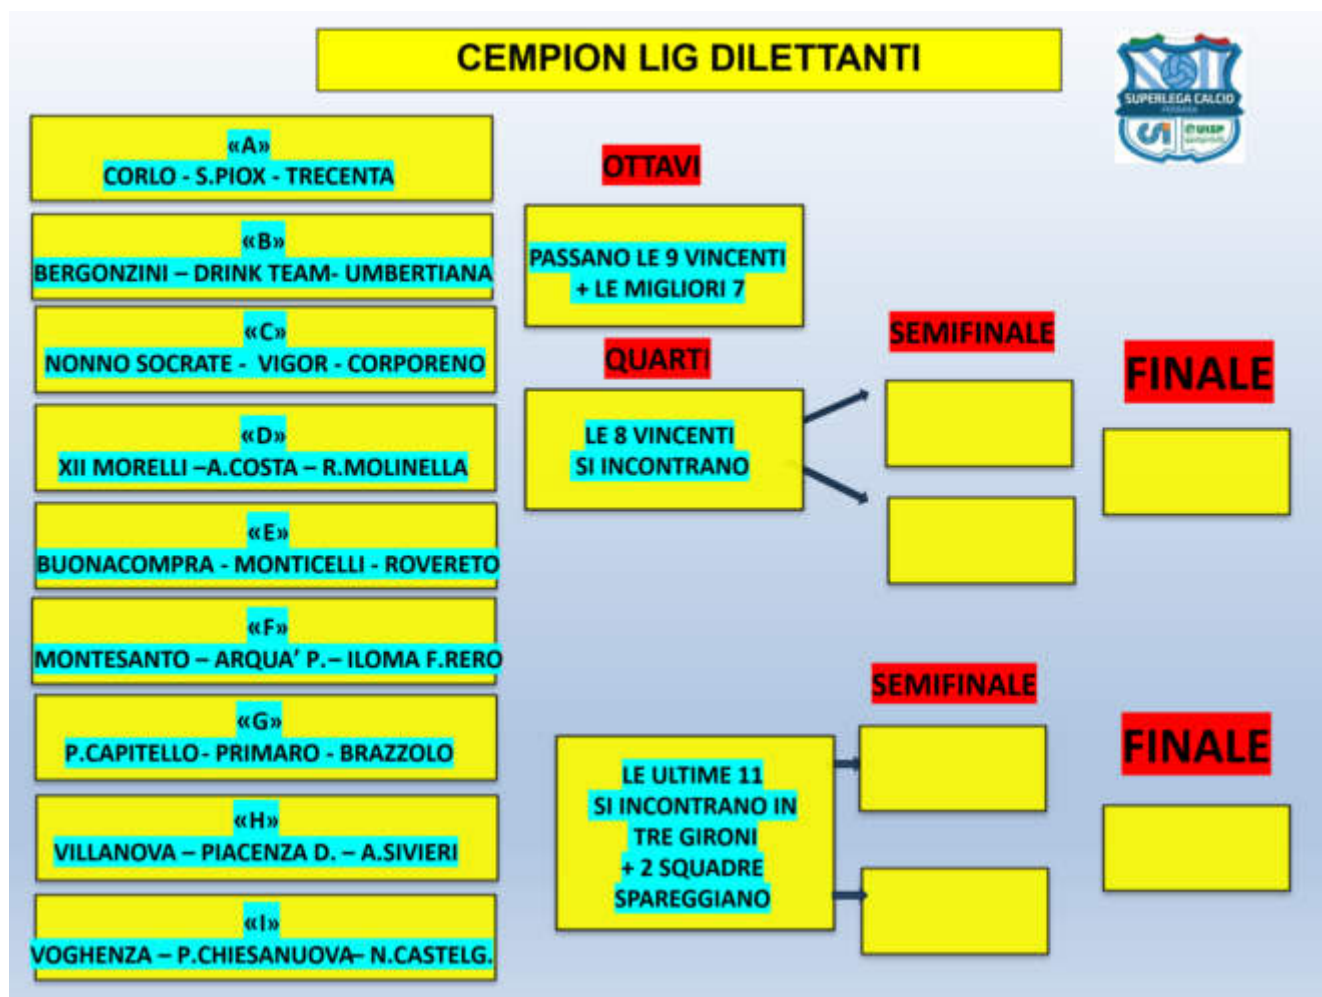 CEMPION LIG DILETTANTI
SUPERLEGA CALCIO
FERRARA
CSI
UISP
«A»
CORLO - S.PIOX - TRECENTA
«B»
BERGONZINI – DRINK TEAM- UMBERTIANA
«C»
NONNO SOCRATE - VIGOR - CORPORENO
«D»
XII MORELLI –A.COSTA – R.MOLINELLA
«E»
BUONACOMPRA - MONTICELLI - ROVERETO
«F»
MONTESANTO – ARQUA’ P.– ILOMA F.RERO
«G»
P.CAPITELLO- PRIMARO - BRAZZOLO
«H»
VILLANOVA – PIACENZA D. – A.SIVIERI
«I»
VOGHENZA – P.CHIESANUOVA– N.CASTELG.
OTTAVI
PASSANO LE 9 VINCENTI
+ LE MIGLIORI 7
QUARTI
LE 8 VINCENTI
SI INCONTRANO
SEMIFINALE
FINALE
LE ULTIME 11
SI INCONTRANO IN
TRE GIRONI
+ 2 SQUADRE
SPAREGGIANO
SEMIFINALE
FINALE